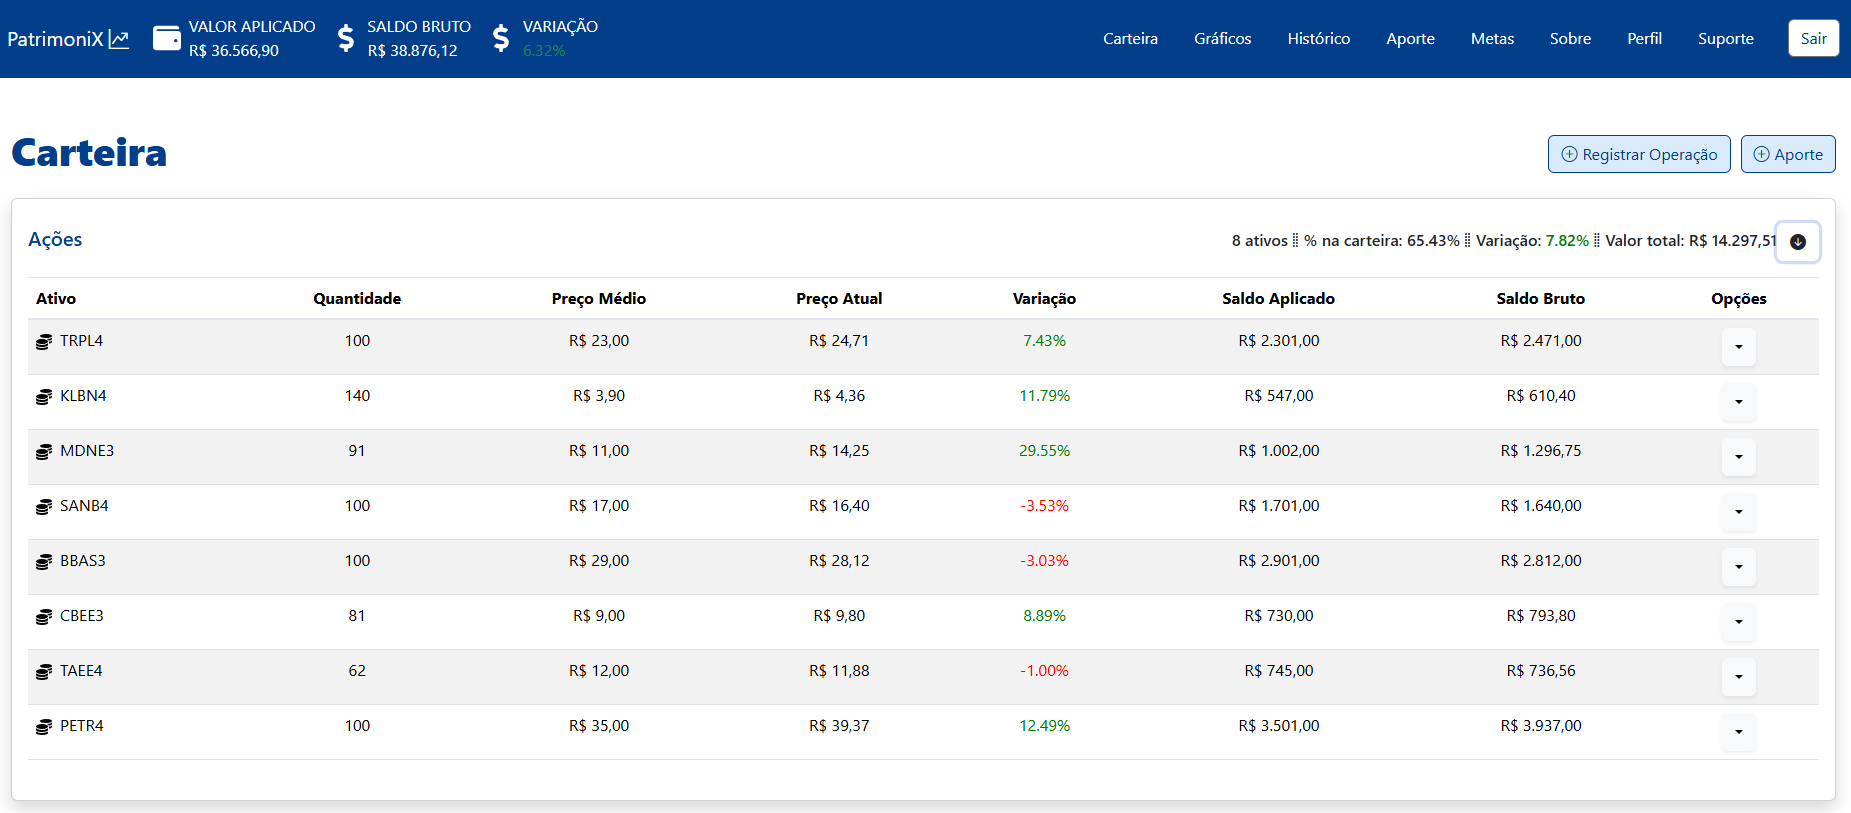 PatrimoniX
VALOR APLICADO
R$ 36.566,90
SALDO BRUTO
R$ 38.876,12
VARIAÇÃO
6.32%
Carteira Gráficos Histórico Aporte Metas Sobre Perfil Suporte Sair
Carteira
Registrar Operação
Aporte
Ações
8 ativos ⦙⦙ % na carteira: 65.43% ⦙⦙ Variação: 7.82% ⦙⦙ Valor total: R$ 14.297,51
Ativo Quantidade Preço Médio Preço Atual Variação Saldo Aplicado Saldo Bruto Opções
TRPL4 100 R$ 23,00 R$ 24,71 7.43% R$ 2.301,00 R$ 2.471,00
KLBN4 140 R$ 3,90 R$ 4,36 11.79% R$ 547,00 R$ 610,40
MDNE3 91 R$ 11,00 R$ 14,25 29.55% R$ 1.002,00 R$ 1.296,75
SANB4 100 R$ 17,00 R$ 16,40 -3.53% R$ 1.701,00 R$ 1.640,00
BBAS3 100 R$ 29,00 R$ 28,12 -3.03% R$ 2.901,00 R$ 2.812,00
CBEE3 81 R$ 9,00 R$ 9,80 8.89% R$ 730,00 R$ 793,80
TAEE4 62 R$ 12,00 R$ 11,88 -1.00% R$ 745,00 R$ 736,56
PETR4 100 R$ 35,00 R$ 39,37 12.49% R$ 3.501,00 R$ 3.937,00